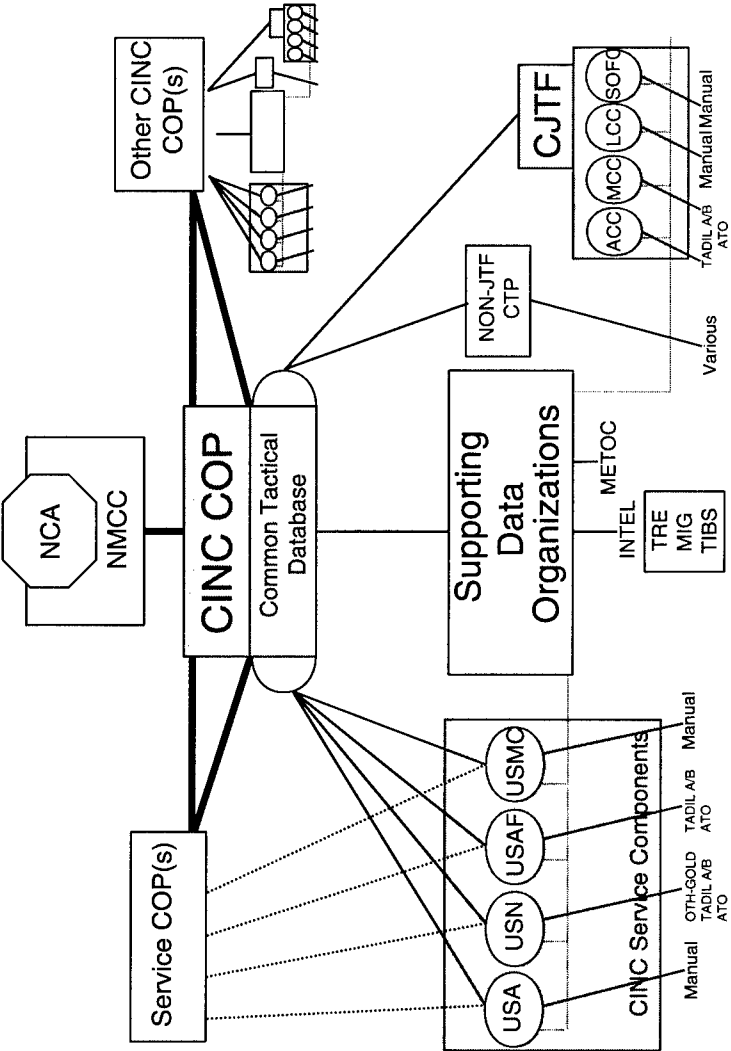 NCA
NMCC
Service COP(s)
CINC COP
Common Tactical
Database
Other CINC
COP(s)
USA
USN
USAF
USMC
CINC Service Components
Manual
OTH-GOLD
TADIL A/B
ATO
TADIL A/B
ATO
Manual
Supporting
Data
Organizations
METOC
INTEL
TRE
MIG
TIBS
NON-JTF
CTP
Various
CJTF
ACC
MCC
LCC
SOFC
TADIL A/B
ATO
Manual
Manual